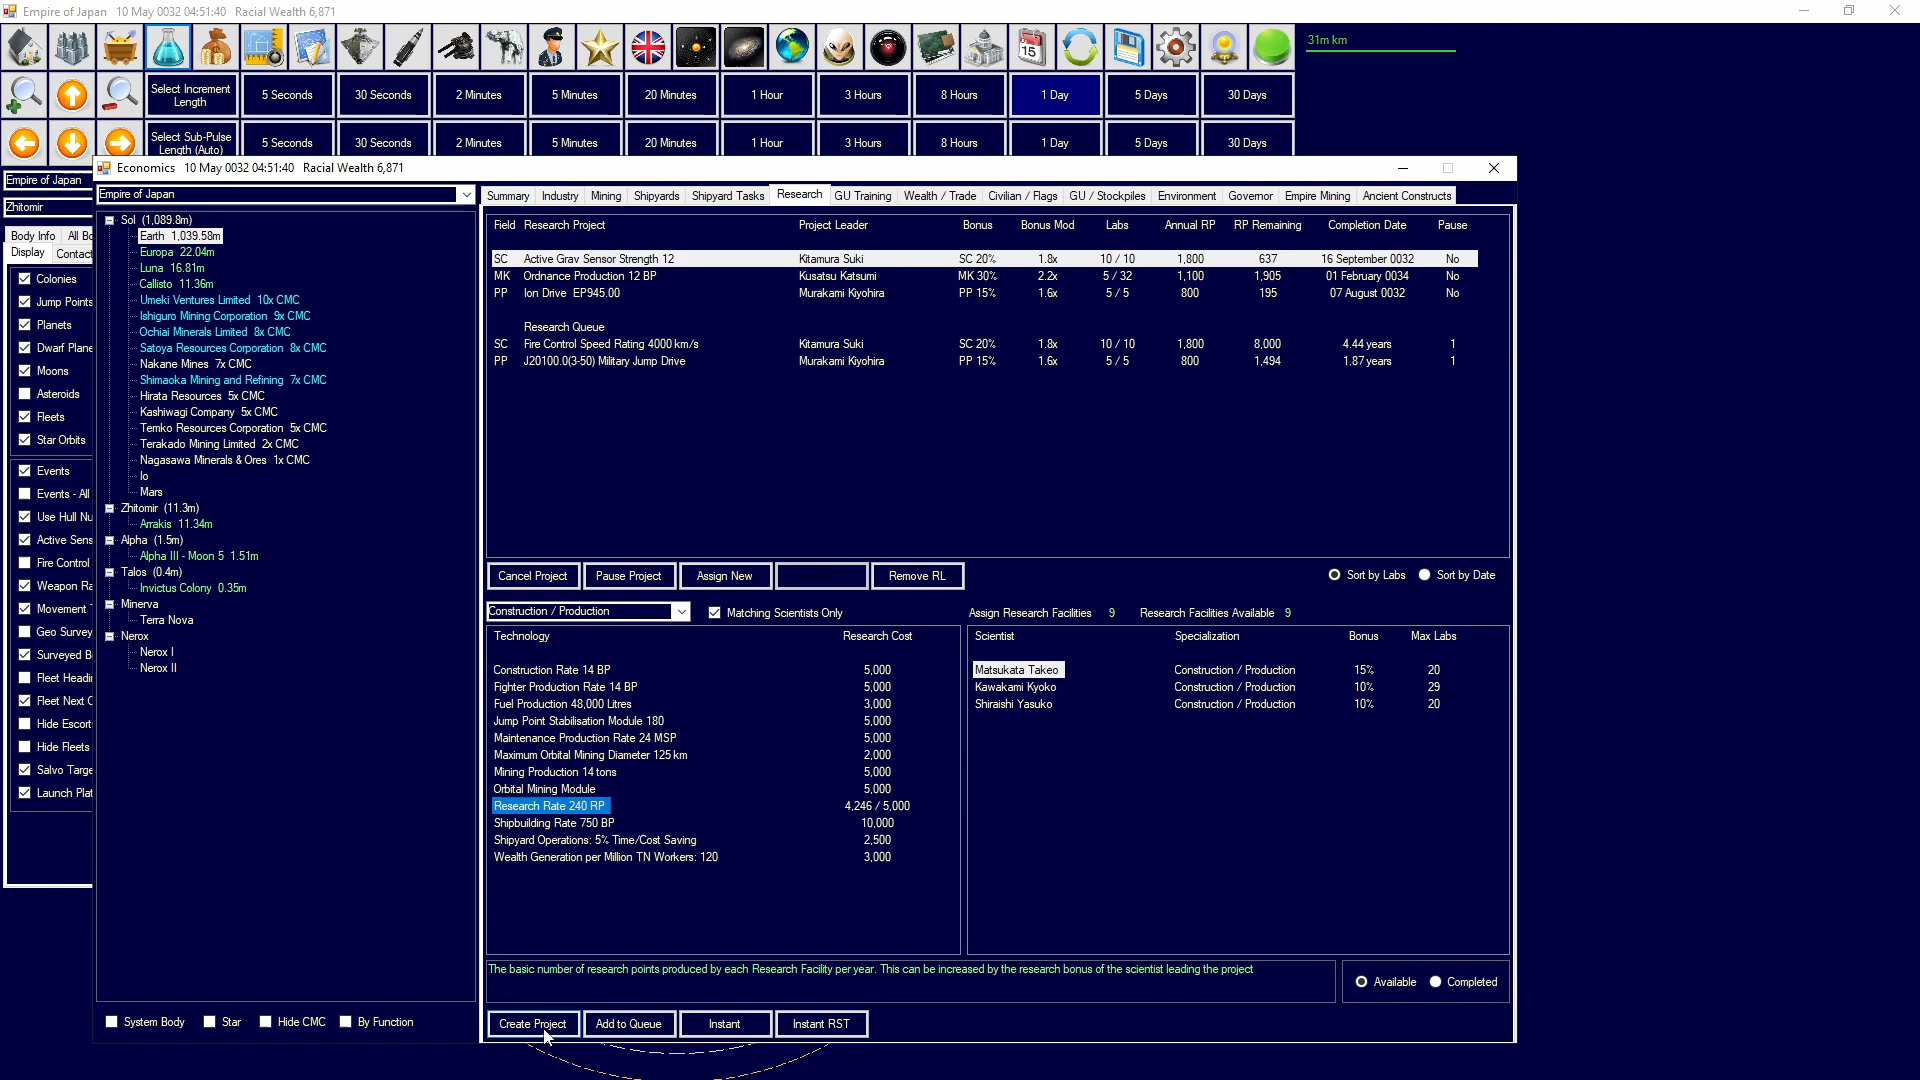 Empire of Japan   10 May 0032 04:51:40   Racial Wealth 6,871
15
31m km
Select Increment Length   5 Seconds   30 Seconds   2 Minutes   5 Minutes   20 Minutes   1 Hour   3 Hours   8 Hours   1 Day   5 Days   30 Days
Select Sub-Pulse Length (Auto)   5 Seconds   30 Seconds   2 Minutes   5 Minutes   20 Minutes   1 Hour   3 Hours   8 Hours   1 Day   5 Days   30 Days
Empire of Japan
Zhitomir
Body Info   All Bo
Display   Contact
Colonies
Jump Points
Planets
Dwarf Plane
Moons
Asteroids
Fleets
Star Orbits
Events
Events - All
Use Hull Nu
Active Sens
Fire Control
Weapon Ra
Movement
Geo Survey
Surveyed B
Fleet Headi
Fleet Next C
Hide Escort
Hide Fleets
Salvo Targe
Launch Plat
Economics   10 May 0032 04:51:40   Racial Wealth 6,871
Empire of Japan
Sol (1,089.8m)
Earth 1,039.58m
Europa 22.04m
Luna 16.81m
Callisto 11.36m
Umeki Ventures Limited 10x CMC
Ishiguro Mining Corporation 9x CMC
Ochiai Minerals Limited 8x CMC
Satoya Resources Corporation 8x CMC
Nakane Mines 7x CMC
Shimaoka Mining and Refining 7x CMC
Hirata Resources 5x CMC
Kashiwagi Company 5x CMC
Temko Resources Corporation 5x CMC
Terakado Mining Limited 2x CMC
Nagasawa Minerals & Ores 1x CMC
Io
Mars
Zhitomir (11.3m)
Arrakis 11.34m
Alpha (1.5m)
Alpha III - Moon 5 1.51m
Talos (0.4m)
Invictus Colony 0.35m
Minerva
Terra Nova
Nerox
Nerox I
Nerox II
System Body   Star   Hide CMC   By Function
Summary   Industry   Mining   Shipyards   Shipyard Tasks   Research   GU Training   Wealth / Trade   Civilian / Flags   GU / Stockpiles   Environment   Governor   Empire Mining   Ancient Constructs
Field   Research Project   Project Leader   Bonus   Bonus Mod   Labs   Annual RP   RP Remaining   Completion Date   Pause
SC   Active Grav Sensor Strength 12   Kitamura Suki   SC 20%   1.8x   10 / 10   1,800   637   16 September 0032   No
MK   Ordnance Production 12 BP   Kusatsu Katsumi   MK 30%   2.2x   5 / 32   1,100   1,905   01 February 0034   No
PP   Ion Drive EP945.00   Murakami Kiyohira   PP 15%   1.6x   5 / 5   800   195   07 August 0032   No
Research Queue
SC   Fire Control Speed Rating 4000 km/s   Kitamura Suki   SC 20%   1.8x   10 / 10   1,800   8,000   4.44 years   1
PP   J20100.0(3-50) Military Jump Drive   Murakami Kiyohira   PP 15%   1.6x   5 / 5   800   1,494   1.87 years   1
Cancel Project   Pause Project   Assign New   Remove RL   Sort by Labs   Sort by Date
Construction / Production   Matching Scientists Only   Assign Research Facilities   9   Research Facilities Available   9
Technology   Research Cost
Construction Rate 14 BP   5,000
Fighter Production Rate 14 BP   5,000
Fuel Production 48,000 Litres   3,000
Jump Point Stabilisation Module 180   5,000
Maintenance Production Rate 24 MSP   5,000
Maximum Orbital Mining Diameter 125 km   2,000
Mining Production 14 tons   5,000
Orbital Mining Module   5,000
Research Rate 240 RP   4,246 / 5,000
Shipbuilding Rate 750 BP   10,000
Shipyard Operations: 5% Time/Cost Saving   2,500
Wealth Generation per Million TN Workers: 120   3,000
Scientist   Specialization   Bonus   Max Labs
Matsukata Takeo   Construction / Production   15%   20
Kawakami Kyoko   Construction / Production   10%   29
Shiraishi Yasuko   Construction / Production   10%   20
The basic number of research points produced by each Research Facility per year. This can be increased by the research bonus of the scientist leading the project
Available   Completed
Create Project   Add to Queue   Instant   Instant RST